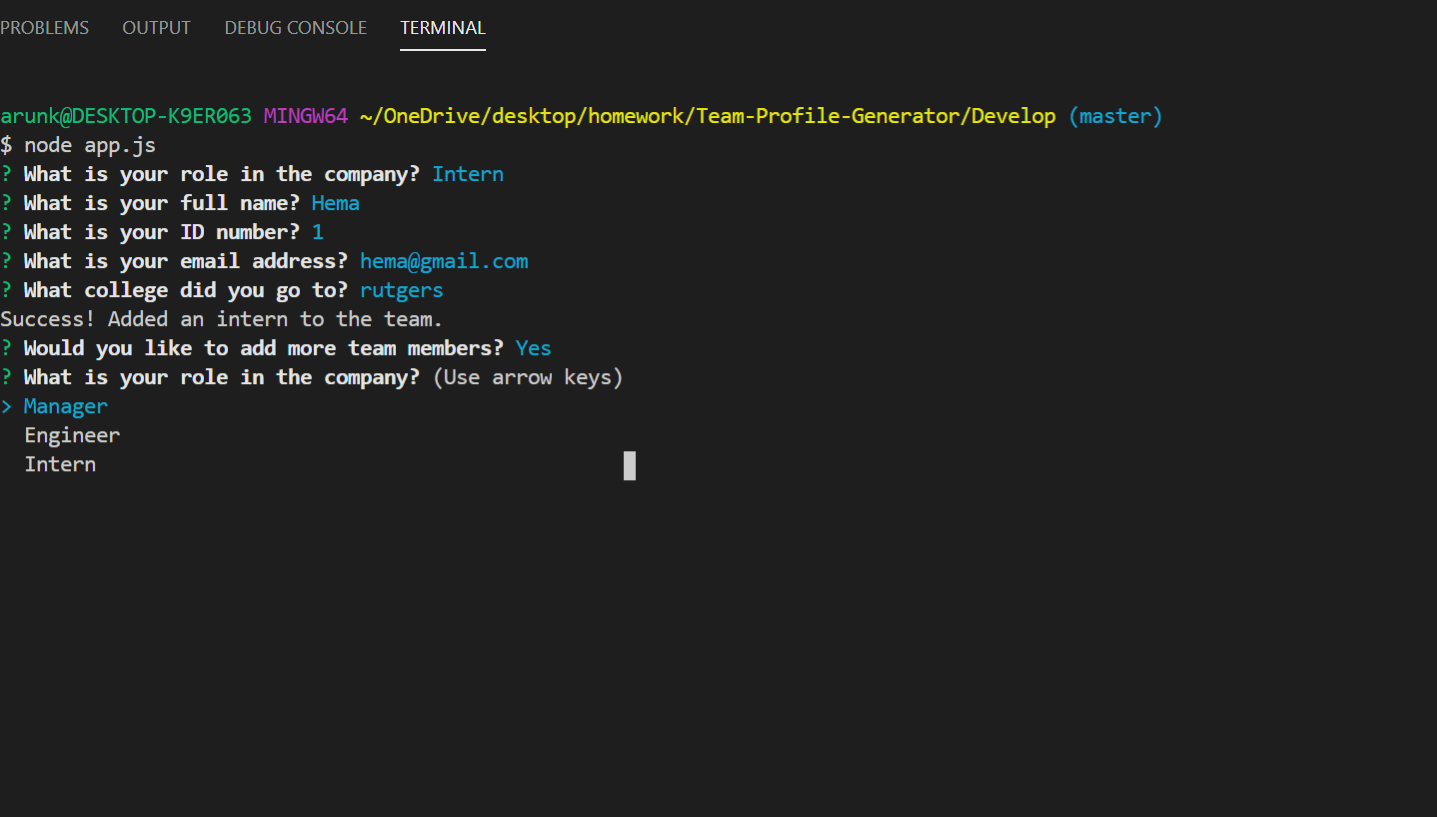 PROBLEMS OUTPUT DEBUG CONSOLE TERMINAL
arunk@DESKTOP-K9ER063 MINGW64 ~/OneDrive/desktop/homework/Team-Profile-Generator/Develop (master)
$ node app.js
? What is your role in the company? Intern
? What is your full name? Hema
? What is your ID number? 1
? What is your email address? hema@gmail.com
? What college did you go to? rutgers
Success! Added an intern to the team.
? Would you like to add more team members? Yes
? What is your role in the company? (Use arrow keys)
> Manager
  Engineer
  Intern